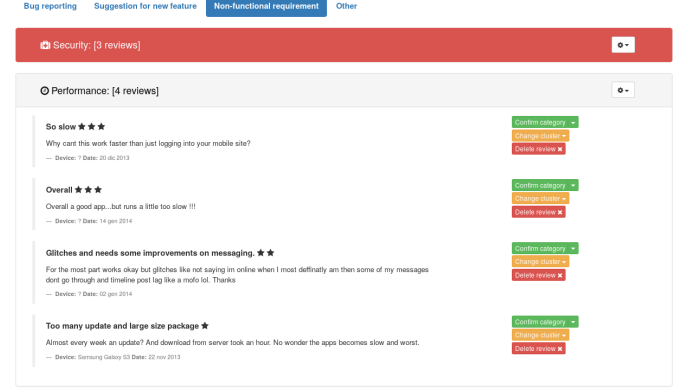 Bug reporting Suggestion for new feature Non-functional requirement Other
Security: [3 reviews]
Performance: [4 reviews]
So slow ★ ★ ★
Confirm category
Why cant this work faster than just logging into your mobile site?
Change cluster
— Device: ? Date: 20 dic 2013
Delete review ✖
Overall ★ ★ ★
Confirm category
Overall a good app...but runs a little too slow !!!
Change cluster
— Device: ? Date: 14 gen 2014
Delete review ✖
Glitches and needs some improvements on messaging. ★ ★
Confirm category
For the most part works okay but glitches like not saying im online when I most deffinatly am then some of my messages
Change cluster
dont go through and timeline post lag like a mofo lol. Thanks
Delete review ✖
— Device: ? Date: 02 gen 2014
Too many update and large size package ★
Confirm category
Almost every week an update? And download from server took an hour. No wonder the apps becomes slow and worst.
Change cluster
— Device: Samsung Galaxy S3 Date: 22 nov 2013
Delete review ✖